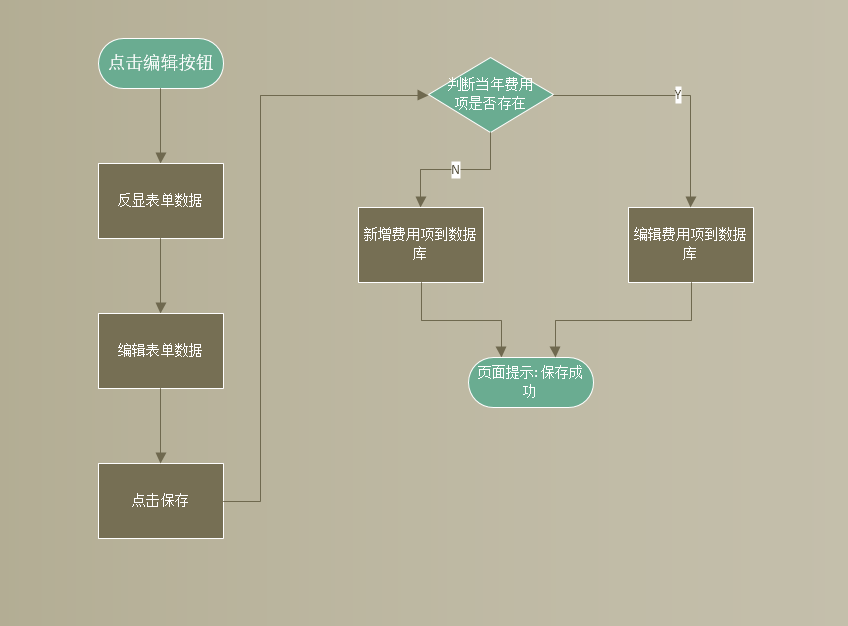 点击编辑按钮
反显表单数据
编辑表单数据
点击保存
判断当年费用
项是否存在
Y
N
新增费用项到数据
库
编辑费用项到数据
库
页面提示:保存成
功